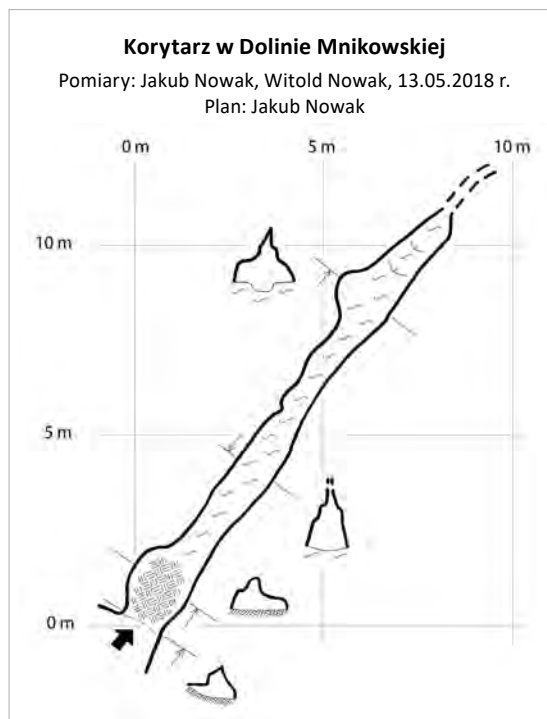 Korytarz w Dolinie Mnikowskiej
Pomiary: Jakub Nowak, Witold Nowak, 13.05.2018 r.
Plan: Jakub Nowak
0 m 5 m 10 m
10 m
5 m
0 m